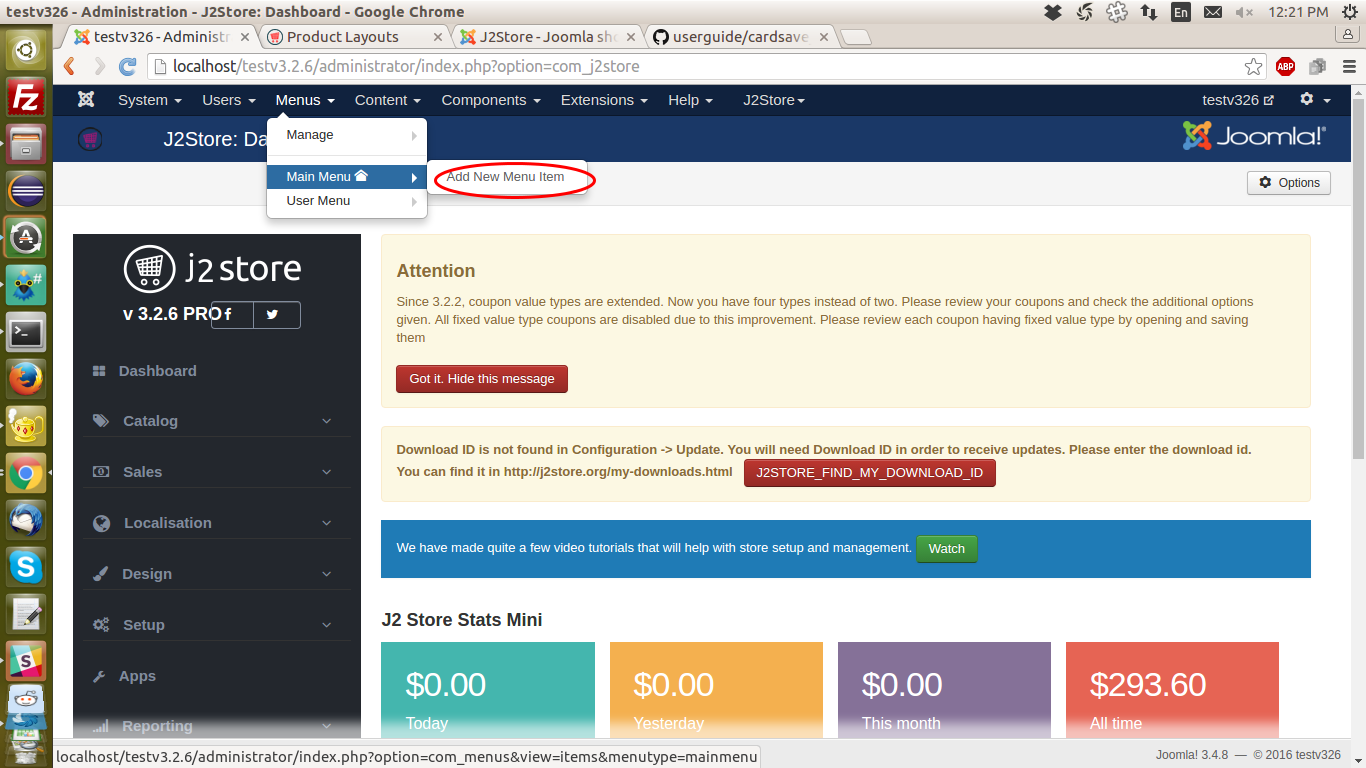 testv326 - Administration - J2Store: Dashboard - Google Chrome
En
12:21 PM
testv326 - Administr
Product Layouts
J2Store - Joomla sho
userguide/cardsave
localhost/testv3.2.6/administrator/index.php?option=com_j2store
ABP
System Users Menus Content Components Extensions Help J2Store testv326
J2Store: Da
Joomla!®
Manage
Main Menu
User Menu
Add New Menu Item
Options
j2store
v 3.2.6 PRO
Dashboard
Catalog
Sales
Localisation
Design
Setup
Apps
Reporting
Attention
Since 3.2.2, coupon value types are extended. Now you have four types instead of two. Please review your coupons and check the additional options
given. All fixed value type coupons are disabled due to this improvement. Please review each coupon having fixed value type by opening and saving
them
Got it. Hide this message
Download ID is not found in Configuration -> Update. You will need Download ID in order to receive updates. Please enter the download id.
You can find it in http://j2store.org/my-downloads.html J2STORE_FIND_MY_DOWNLOAD_ID
We have made quite a few video tutorials that will help with store setup and management. Watch
J2 Store Stats Mini
$0.00
Today
$0.00
Yesterday
$0.00
This month
$293.60
All time
localhost/testv3.2.6/administrator/index.php?option=com_menus&view=items&menutype=mainmenu
Joomla! 3.4.8 — © 2016 testv326